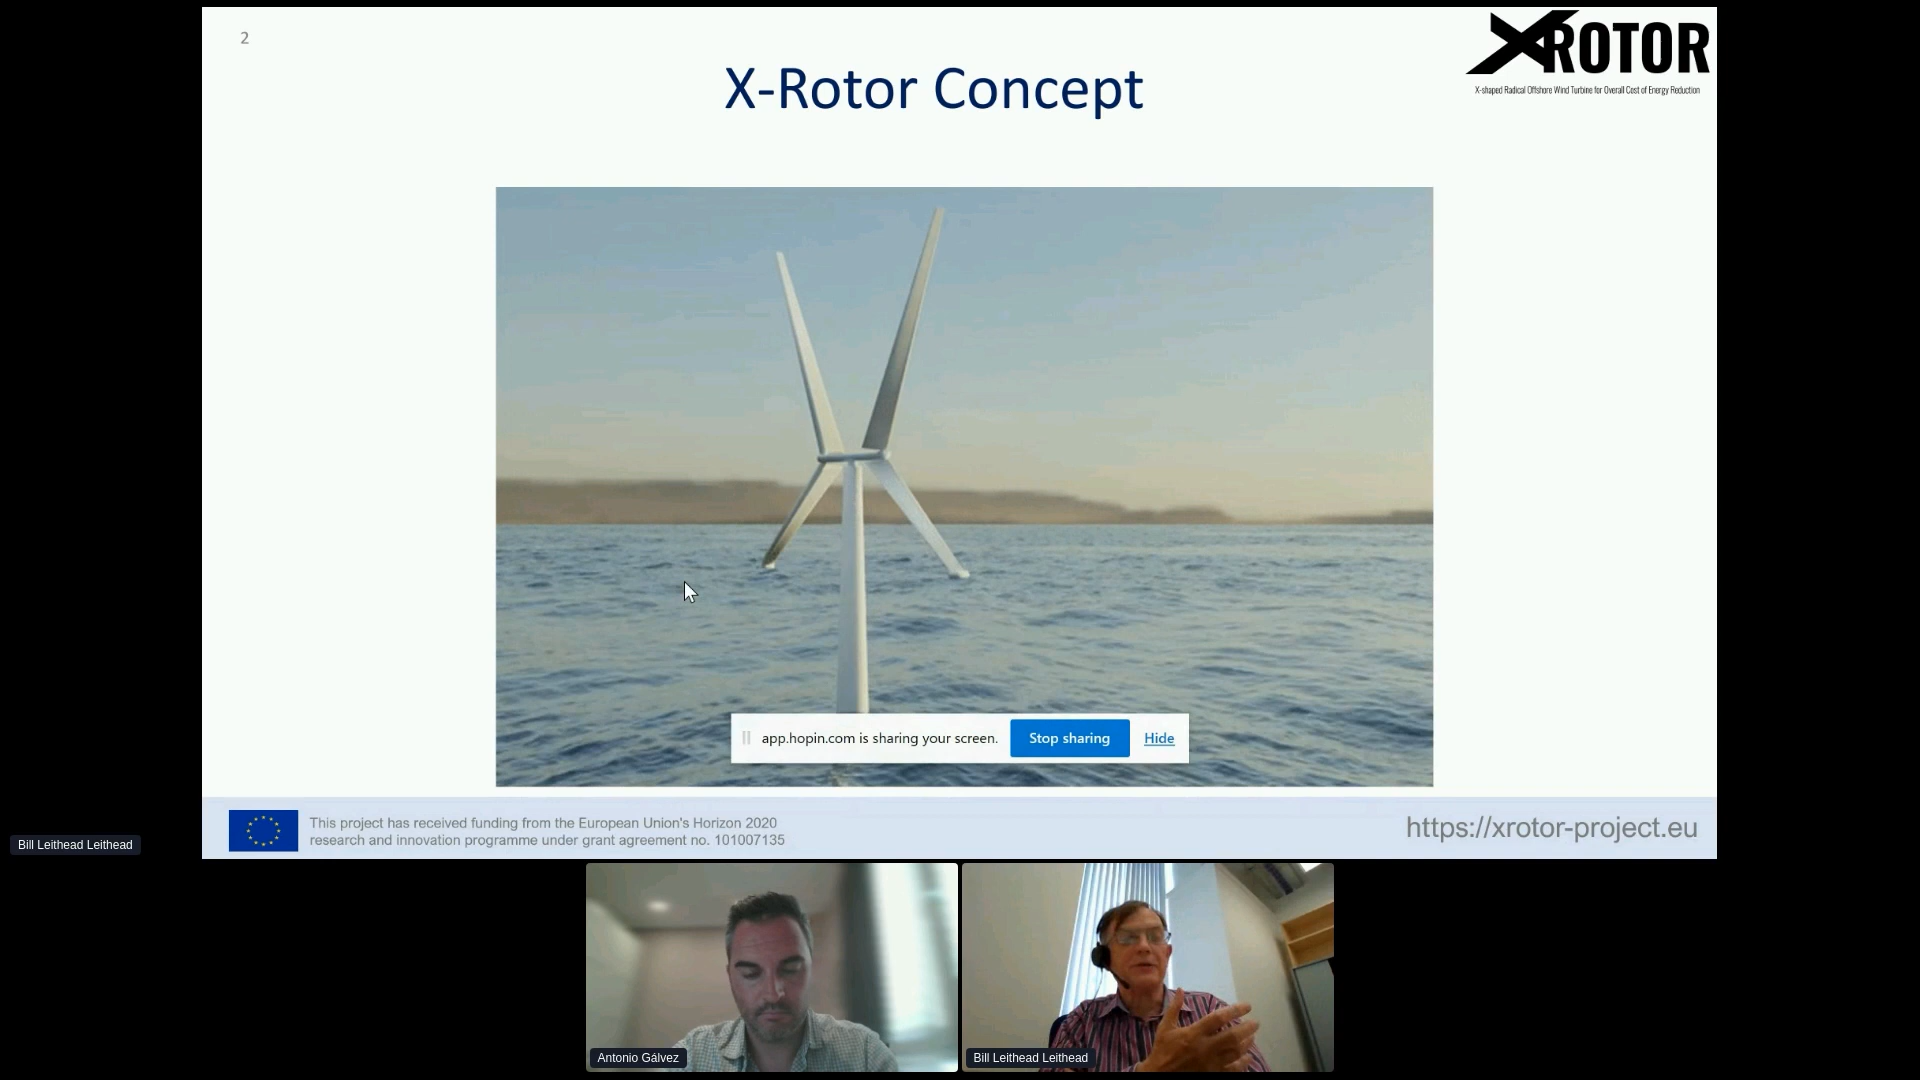 2
XROTOR
X-shaped Radical Offshore Wind Turbine for Overall Cost of Energy Reduction
X-Rotor Concept
app.hopin.com is sharing your screen.
Stop sharing
Hide
This project has received funding from the European Union's Horizon 2020
research and innovation programme under grant agreement no. 101007135
https://xrotor-project.eu
Bill Leithead Leithead
Antonio Gálvez
Bill Leithead Leithead